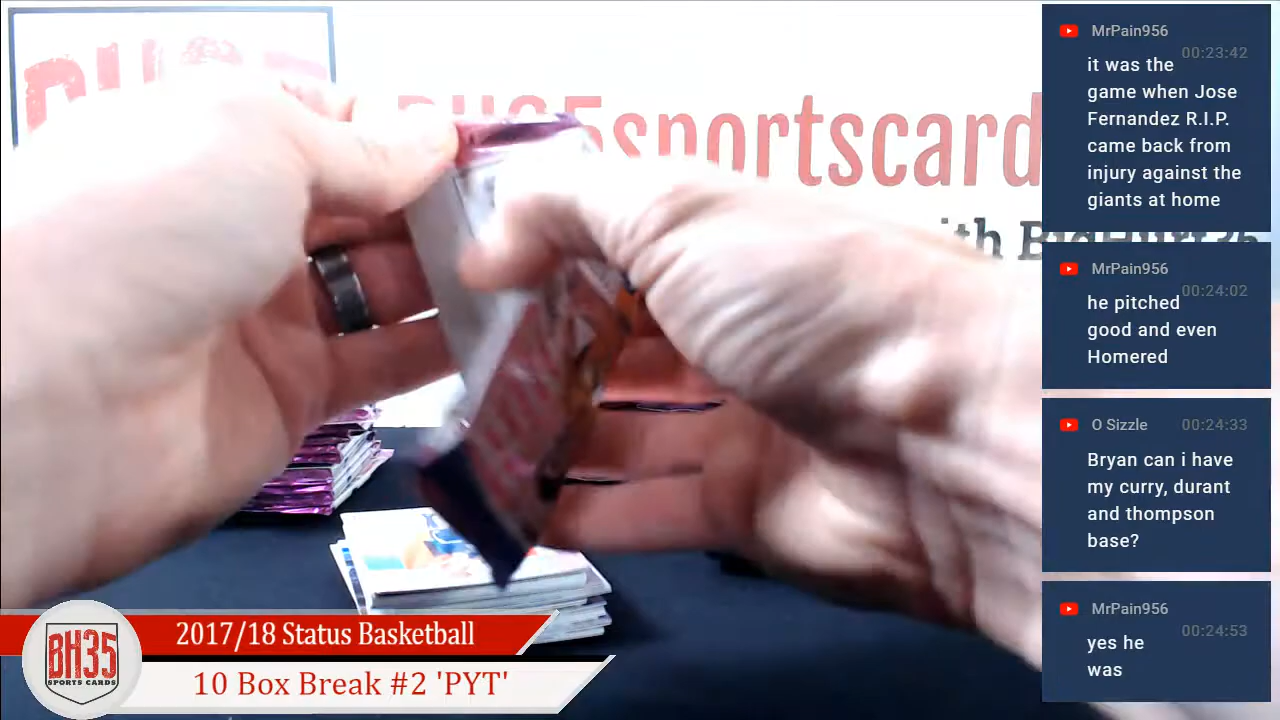 BH35sportscard
MrPain956
00:23:42
it was the
game when Jose
Fernandez R.I.P.
came back from
injury against the
giants at home
MrPain956
00:24:02
he pitched
good and even
Homered
O Sizzle 00:24:33
Bryan can i have
my curry, durant
and thompson
base?
MrPain956
00:24:53
yes he
was
BH35
SPORTS CARDS
2017/18 Status Basketball
10 Box Break #2 'PYT'